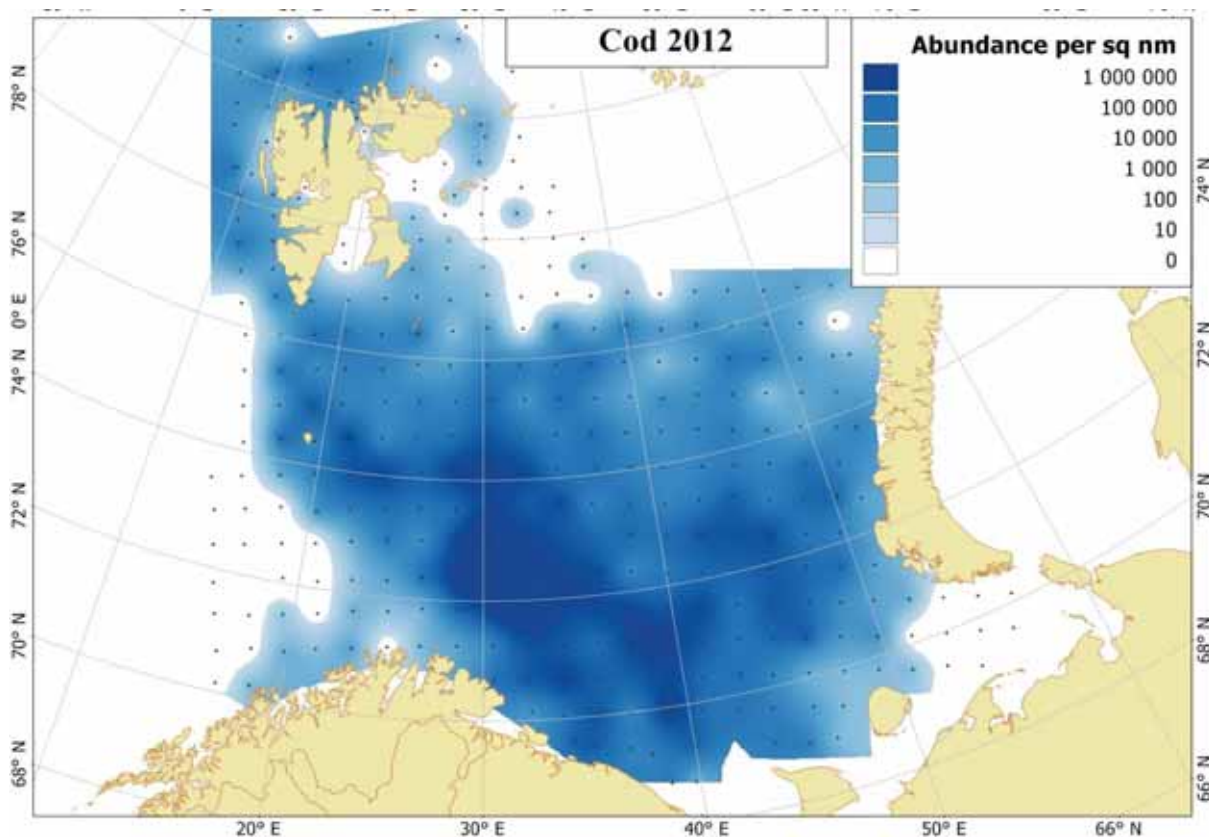 Cod 2012
Abundance per sq nm
1 000 000
100 000
10 000
1 000
100
10
0
78° N
76° N
0° E
74° N
72° N
70° N
68° N
74° N
72° N
70° N
68° N
66° N
20° E
30° E
40° E
50° E
66° N